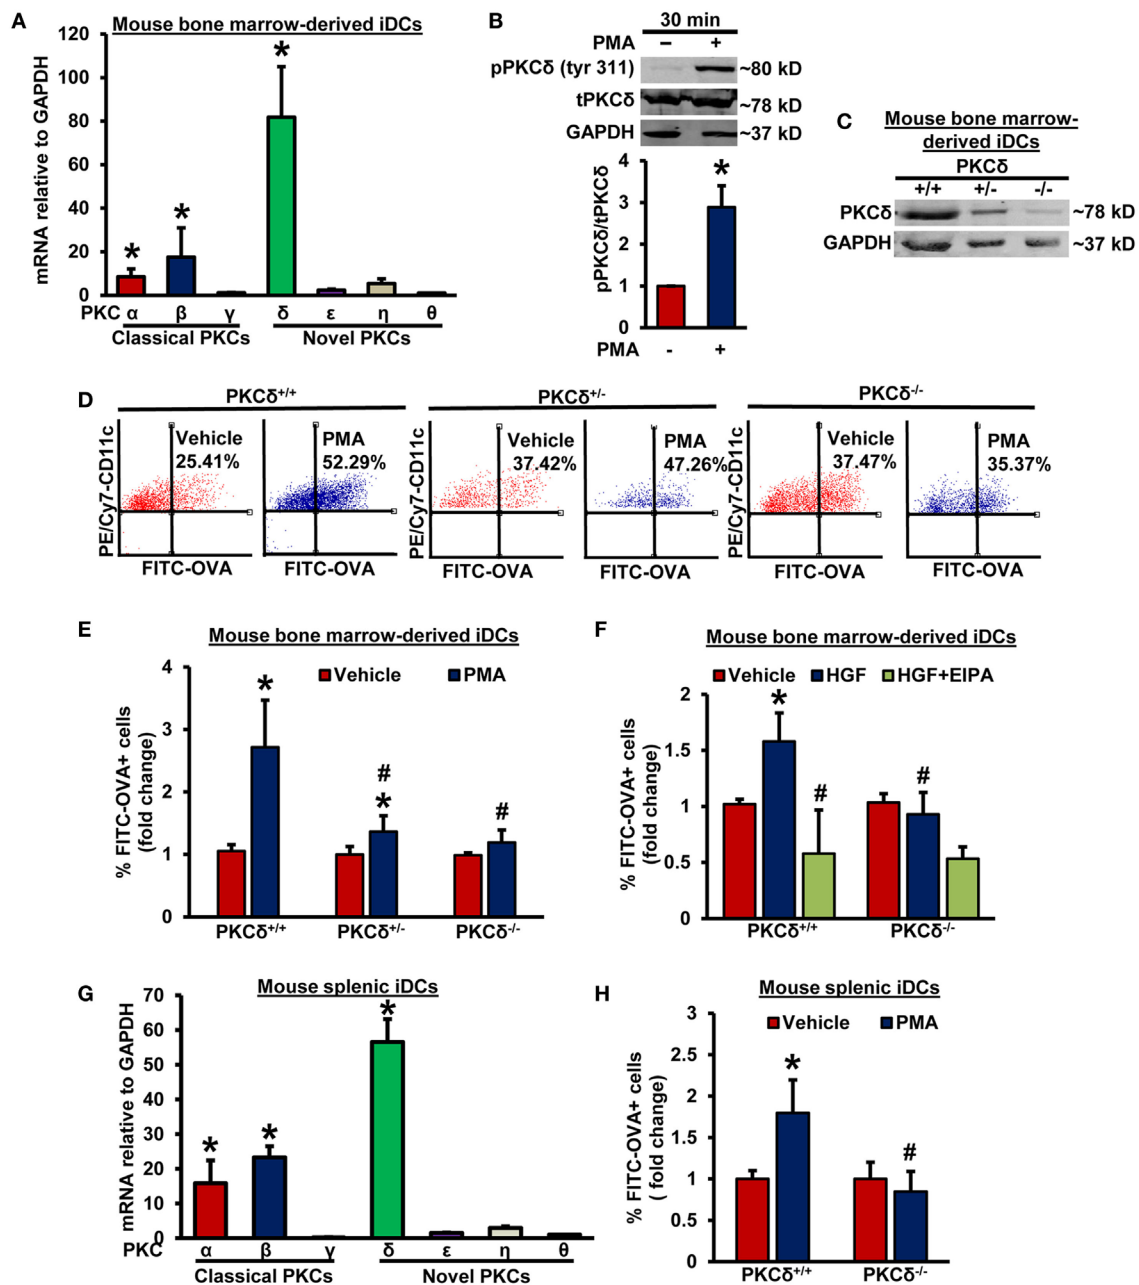 A
Mouse bone marrow-derived iDCs
mRNA relative to GAPDH
120
100
80
60
40
20
0
*
*
*
PKC α β γ δ ε η θ
Classical PKCs Novel PKCs
B
30 min
PMA – +
pPKCδ (tyr 311) ~80 kD
tPKCδ ~78 kD
GAPDH ~37 kD
pPKCδ/tPKCδ
4
3
2
1
0
*
PMA - +
C
Mouse bone marrow-
derived iDCs
PKCδ
+/+ +/- -/-
PKCδ ~78 kD
GAPDH ~37 kD
D
PKCδ+/+ PKCδ+/- PKCδ-/-
PE/Cy7-CD11c
Vehicle
25.41%
PMA
52.29%
FITC-OVA FITC-OVA
PE/Cy7-CD11c
Vehicle
37.42%
PMA
47.26%
FITC-OVA FITC-OVA
PE/Cy7-CD11c
Vehicle
37.47%
PMA
35.37%
FITC-OVA FITC-OVA
E
Mouse bone marrow-derived iDCs
Vehicle PMA
% FITC-OVA+ cells
(fold change)
4
3
2
1
0
*
#
*
#
PKCδ+/+ PKCδ+/- PKCδ-/-
F
Mouse bone marrow-derived iDCs
Vehicle HGF HGF+EIPA
% FITC-OVA+ cells
(fold change)
2
1.5
1
0.5
0
*
#
#
PKCδ+/+ PKCδ-/-
G
Mouse splenic iDCs
mRNA relative to GAPDH
70
60
50
40
30
20
10
0
*
*
*
PKC α β γ δ ε η θ
Classical PKCs Novel PKCs
H
Mouse splenic iDCs
Vehicle PMA
% FITC-OVA+ cells
( fold change)
3
2.5
2
1.5
1
0.5
0
*
#
PKCδ+/+ PKCδ-/-